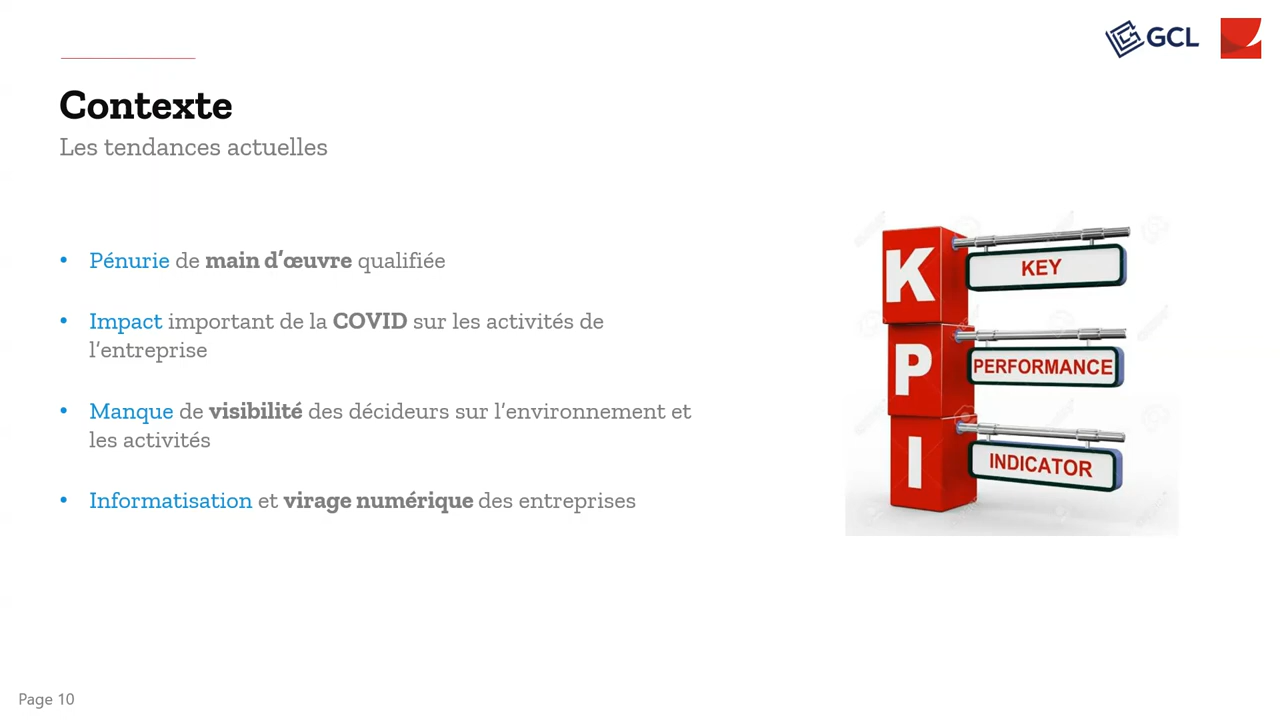 GCL
Contexte
Les tendances actuelles
• Pénurie de main d’œuvre qualifiée
• Impact important de la COVID sur les activités de
l’entreprise
• Manque de visibilité des décideurs sur l’environnement et
les activités
• Informatisation et virage numérique des entreprises
K
KEY
P
PERFORMANCE
I
INDICATOR
Page 10